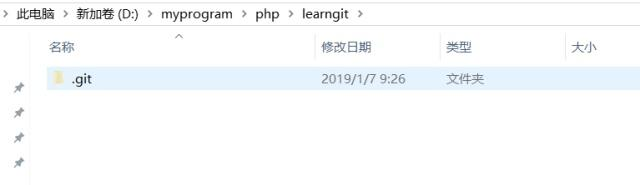 此电脑 > 新加卷 (D:) > myprogram > php > learngit >
名称 修改日期 类型 大小
.git 2019/1/7 9:26 文件夹